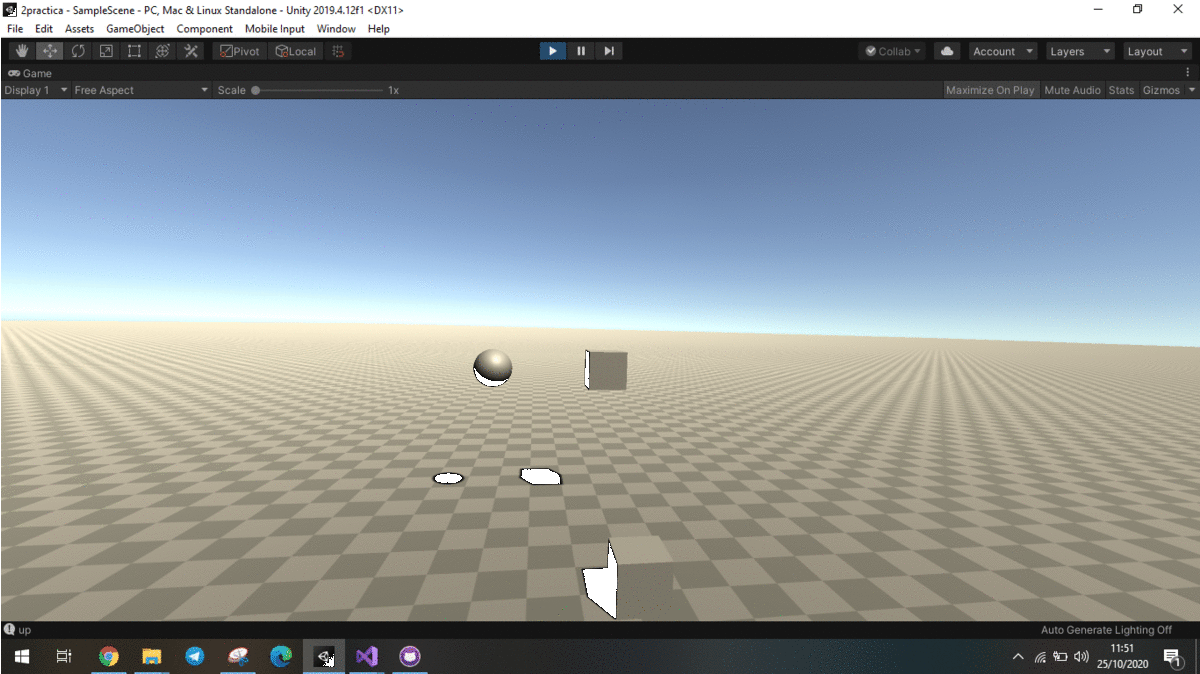 2practica - SampleScene - PC, Mac & Linux Standalone - Unity 2019.4.12f1 <DX11>
File Edit Assets GameObject Component Mobile Input Window Help
Pivot Local Collab Account Layers Layout
Game
Display 1 Free Aspect Scale 1x Maximize On Play Mute Audio Stats Gizmos
up Auto Generate Lighting Off
11:51
25/10/2020
1